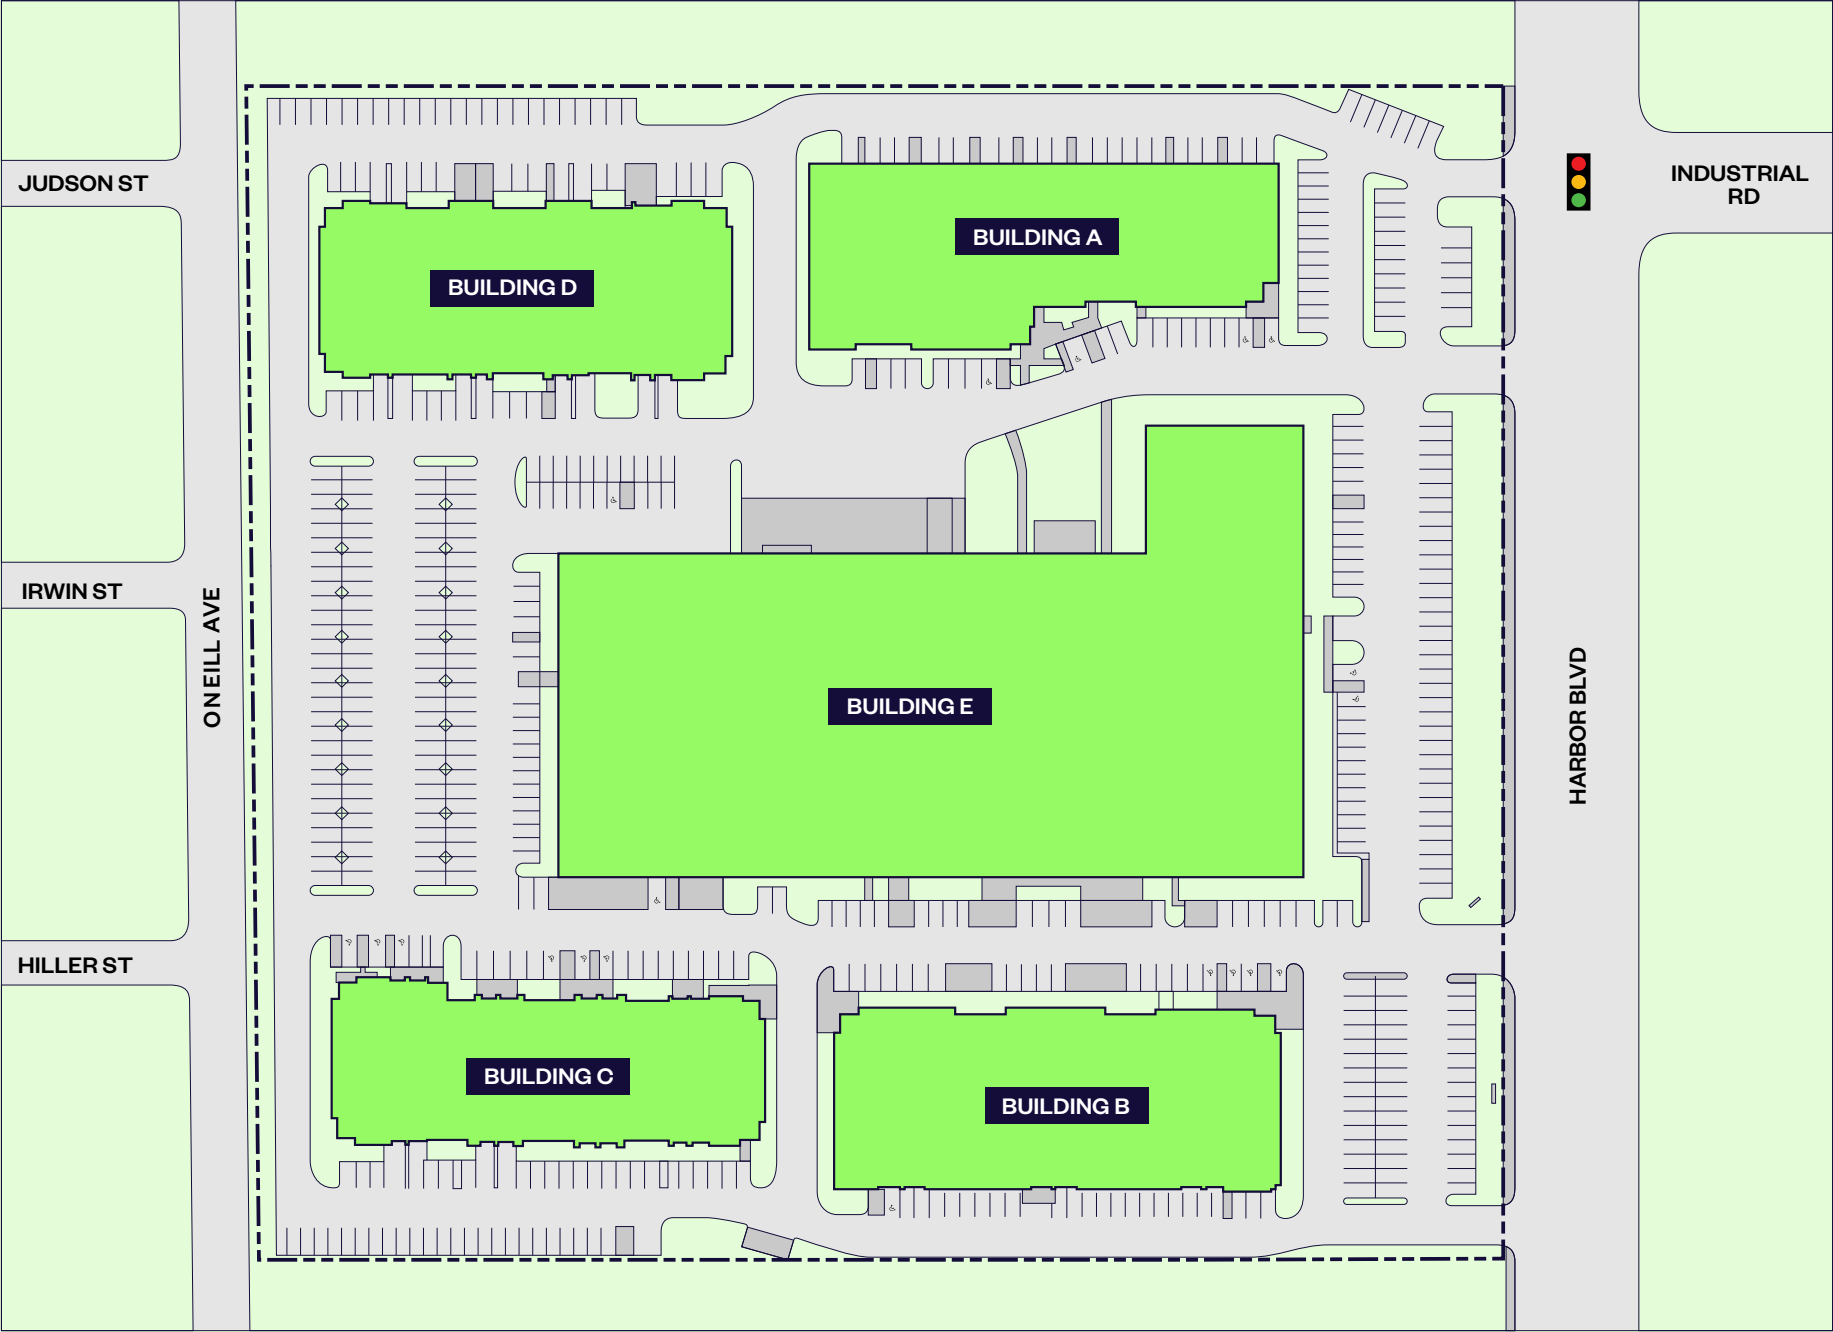 JUDSON ST
INDUSTRIAL
RD
BUILDING A
BUILDING D
IRWIN ST
ONEILL AVE
BUILDING E
HARBOR BLVD
HILLER ST
BUILDING C
BUILDING B